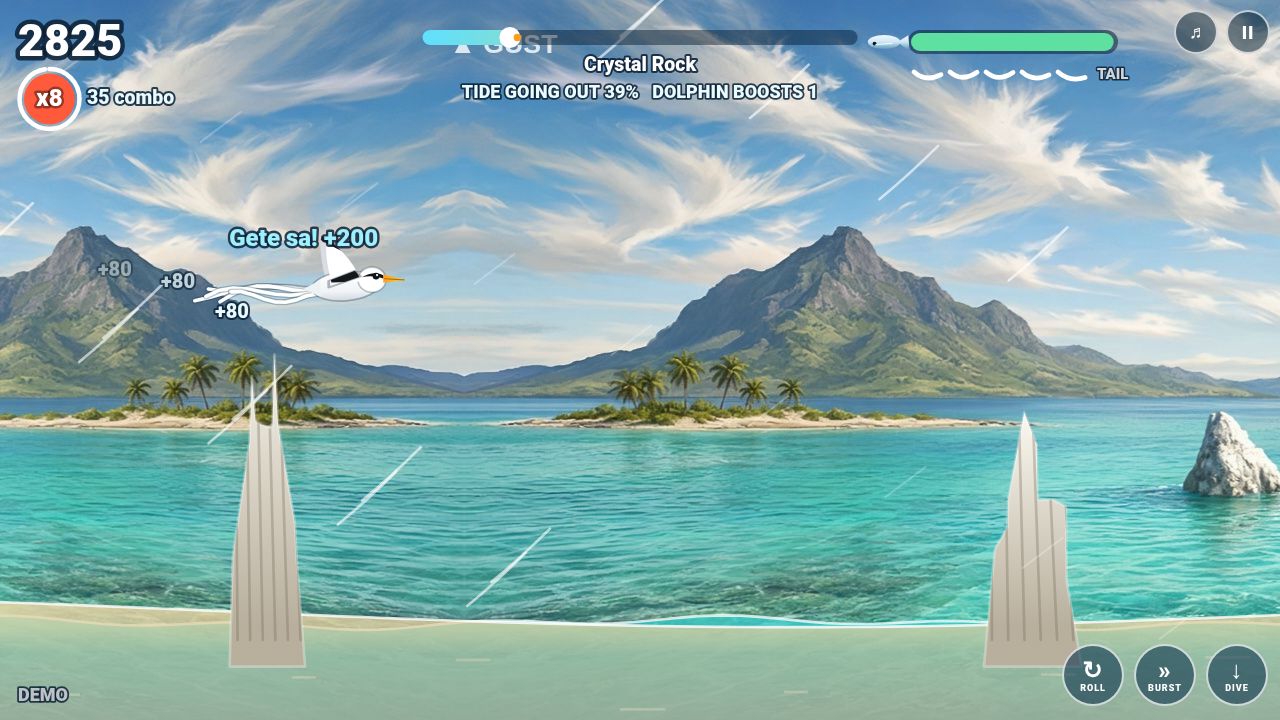 2825
x8
35 combo
▲ GUST
Crystal Rock
TIDE GOING OUT 39% DOLPHIN BOOSTS 1
TAIL
Gete sa! +200
+80
+80
+80
ROLL
BURST
DIVE
DEMO